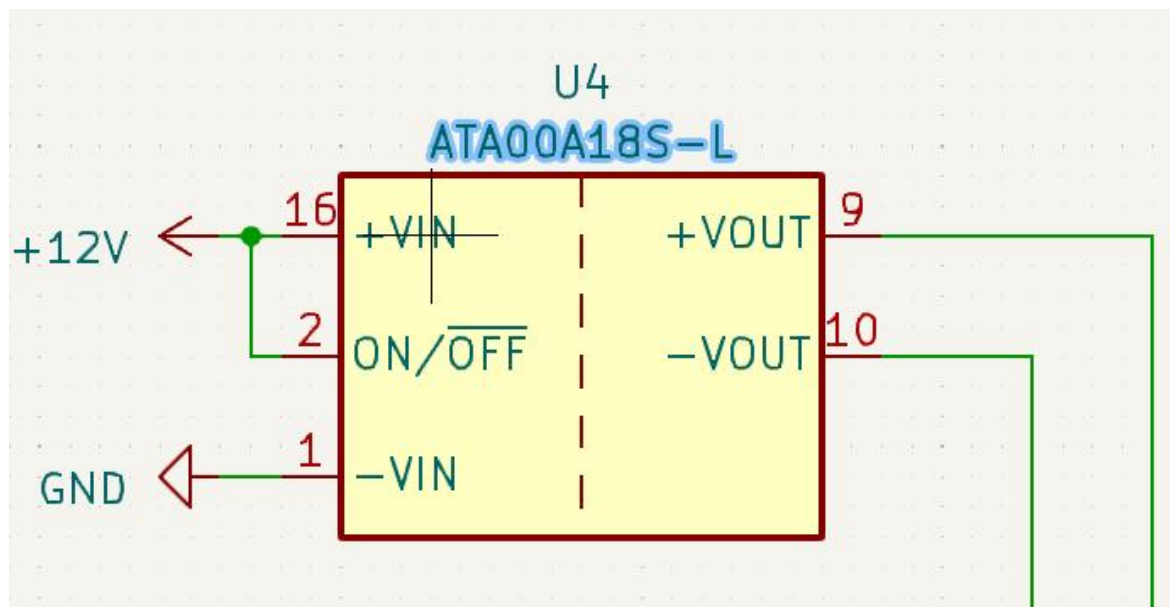 U4
ATA00A18S-L
16 +VIN +VOUT 9
+12V
2 ON/OFF -VOUT 10
1 -VIN
GND